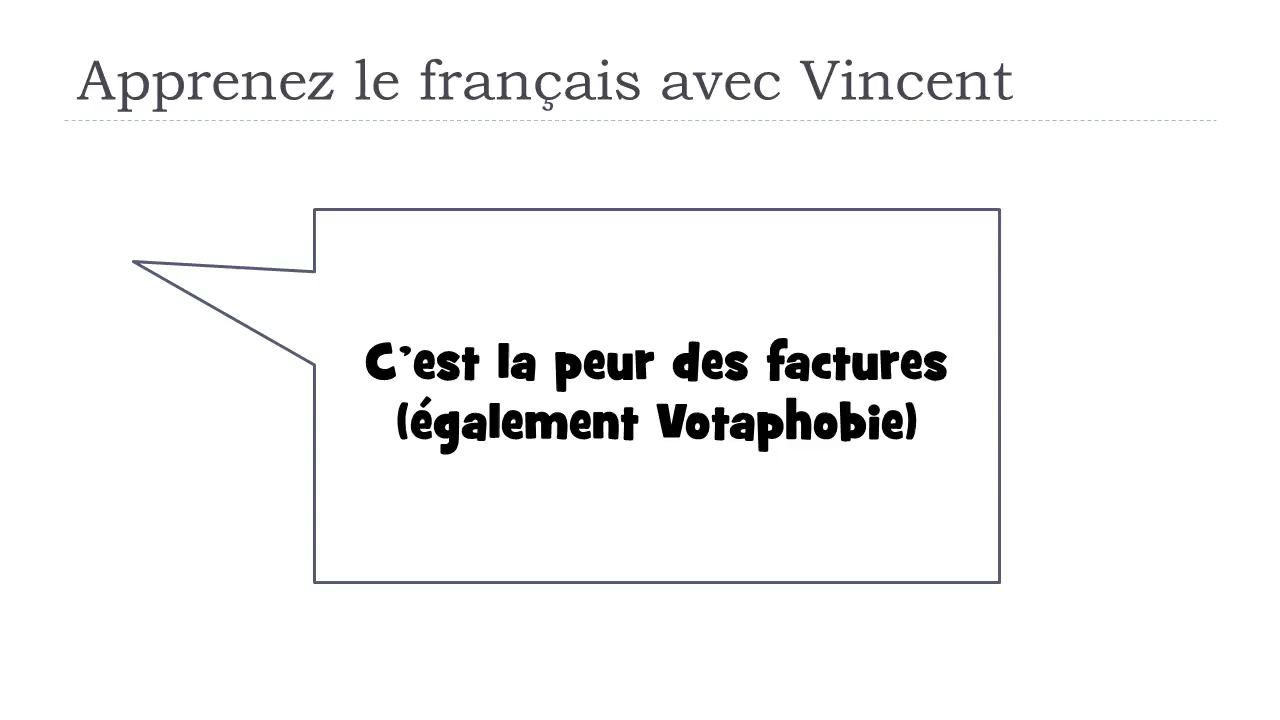 Apprenez le français avec Vincent
C’est la peur des factures
(également Votaphobie)